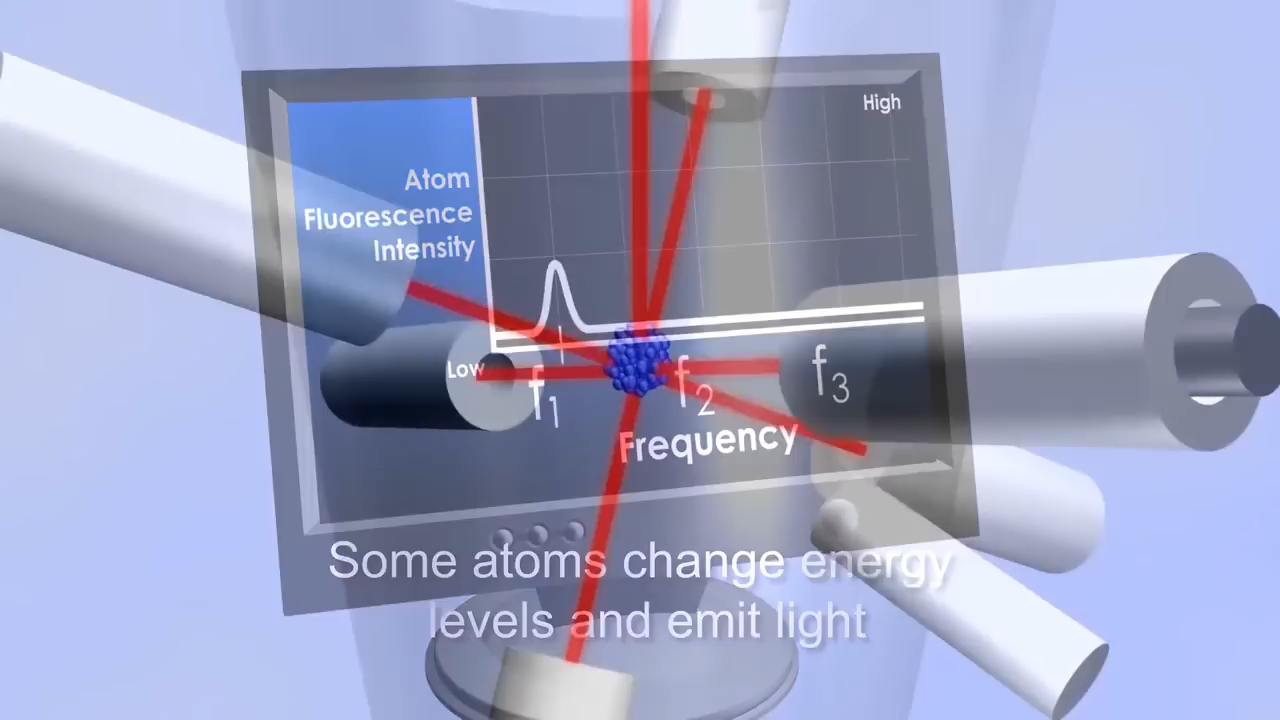 High
Atom
Fluorescence
Intensity
Low
f1
f2
f3
Frequency
Some atoms change energy
levels and emit light